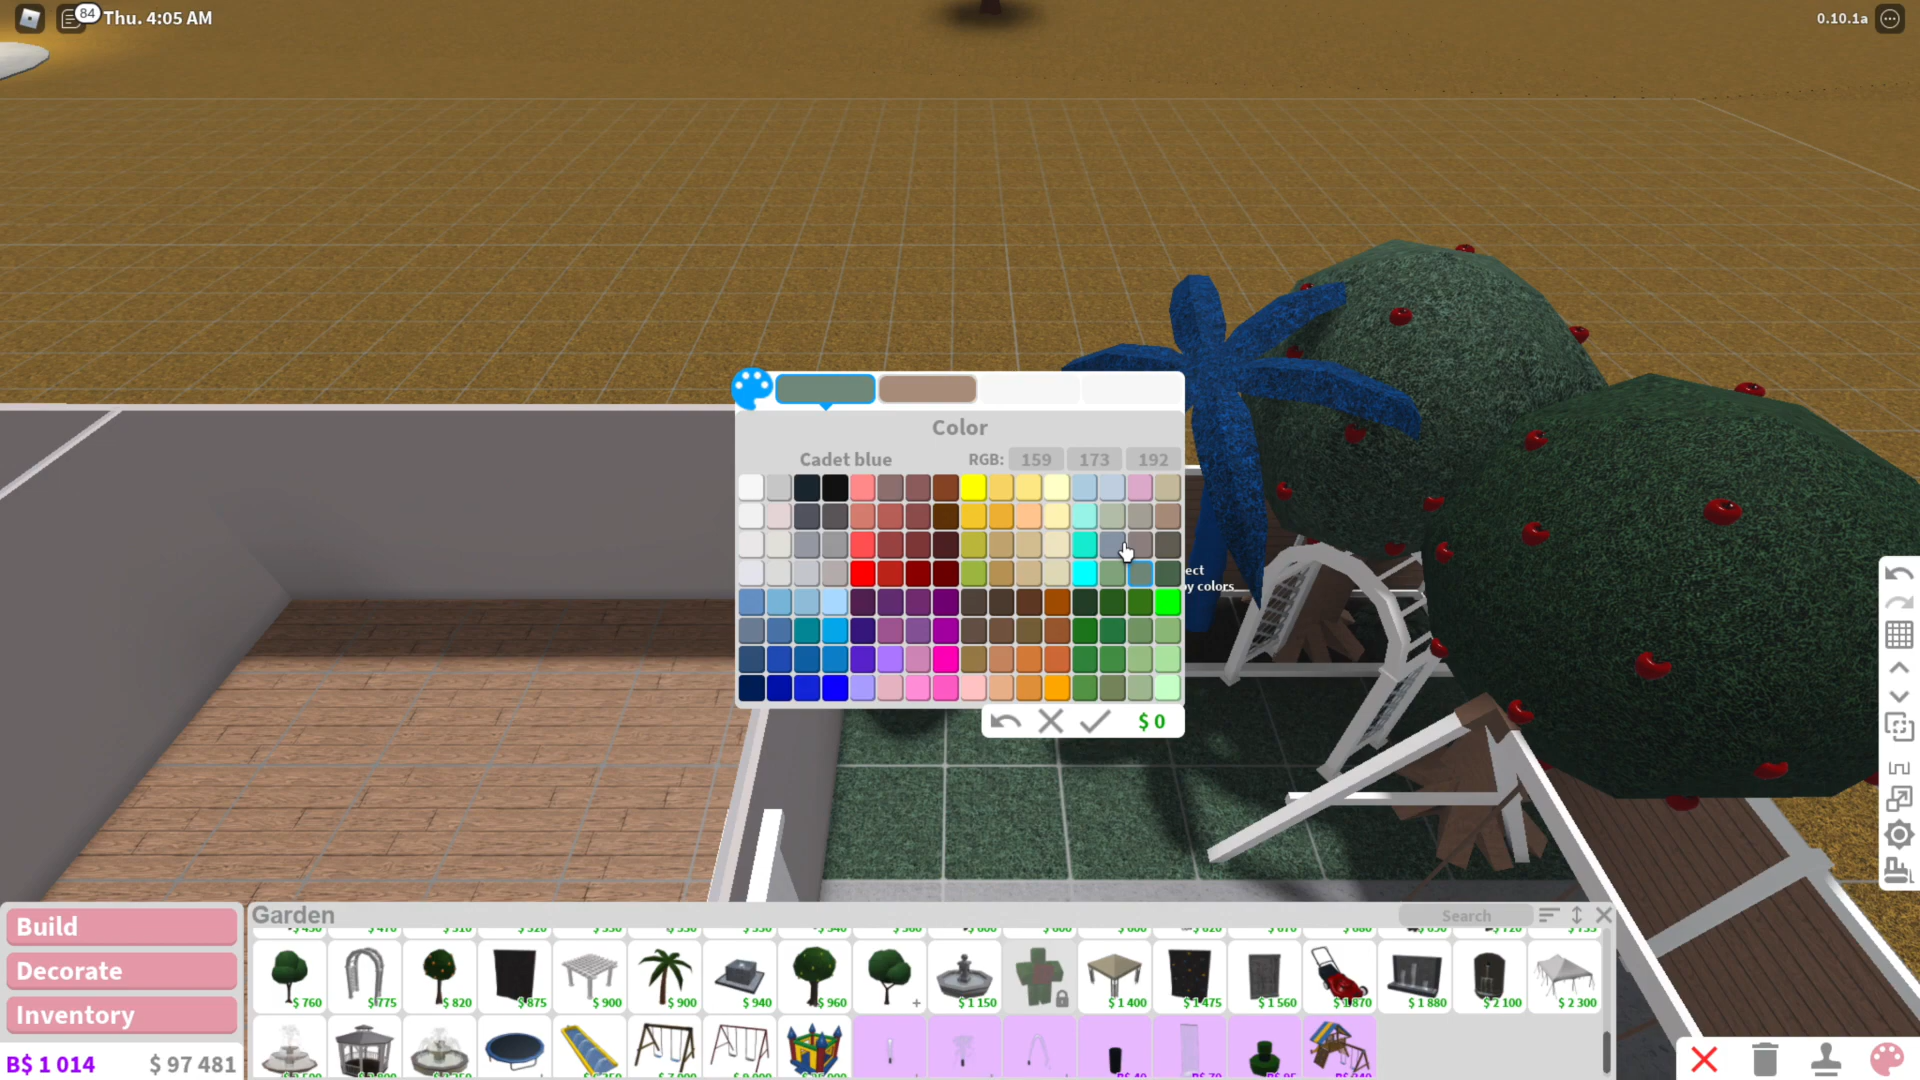 84 Thu. 4:05 AM
0.10.1a
Color
Cadet blue RGB: 159 173 192
ect
by colors
$ 0
Build
Decorate
Inventory
B$ 1 014 $ 97 481
Garden
Search
$ 760 $ 775 $ 820 $ 875 $ 900 $ 900 $ 940 $ 960 $ 1 150 $ 1 400 $ 1 475 $ 1 560 $ 1 870 $ 1 880 $ 2 100 $ 2 300